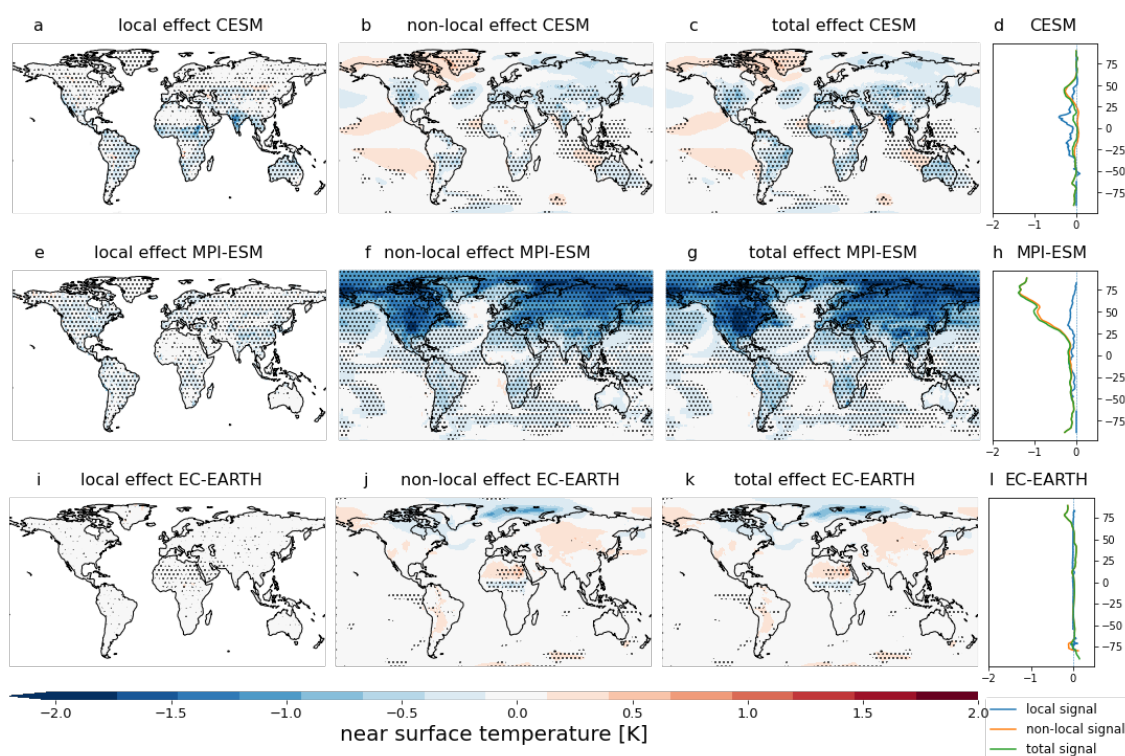 a local effect CESM b non-local effect CESM c total effect CESM d CESM
75
50
25
0
−25
−50
−75
−2 −1 0
e local effect MPI-ESM f non-local effect MPI-ESM g total effect MPI-ESM h MPI-ESM
75
50
25
0
−25
−50
−75
−2 −1 0
i local effect EC-EARTH j non-local effect EC-EARTH k total effect EC-EARTH l EC-EARTH
75
50
25
0
−25
−50
−75
−2 −1 0
−2.0 −1.5 −1.0 −0.5 0.0 0.5 1.0 1.5 2.0
near surface temperature [K]
local signal
non-local signal
total signal